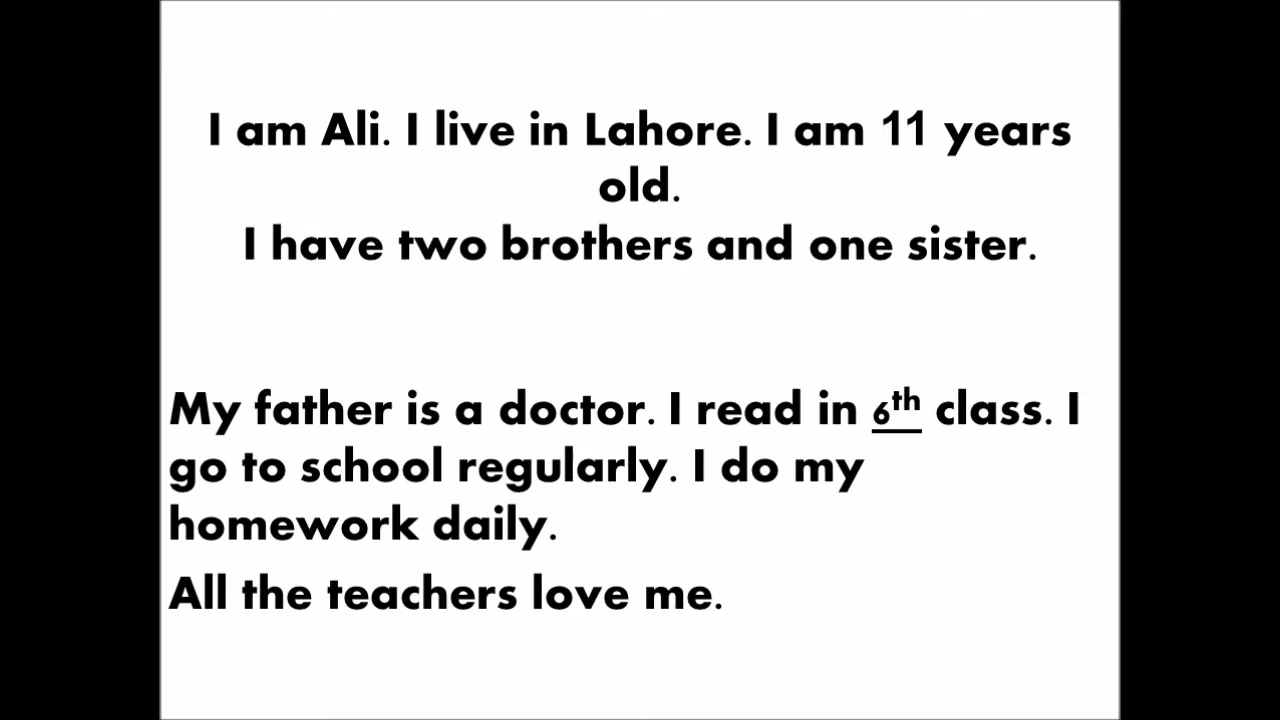 I am Ali. I live in Lahore. I am 11 years
old.
I have two brothers and one sister.
My father is a doctor. I read in 6th class. I
go to school regularly. I do my
homework daily.
All the teachers love me.